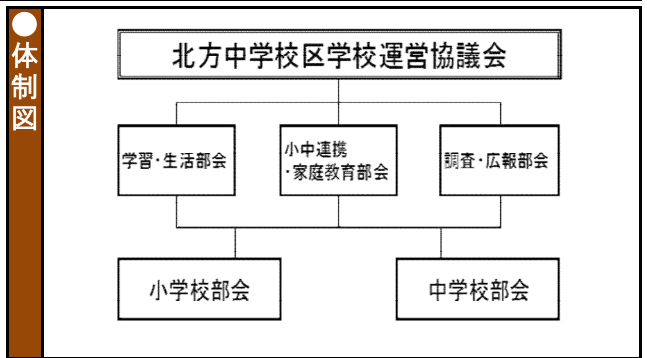 ●体制図
北方中学校区学校運営協議会
学習・生活部会
小中連携
・家庭教育部会
調査・広報部会
小学校部会
中学校部会